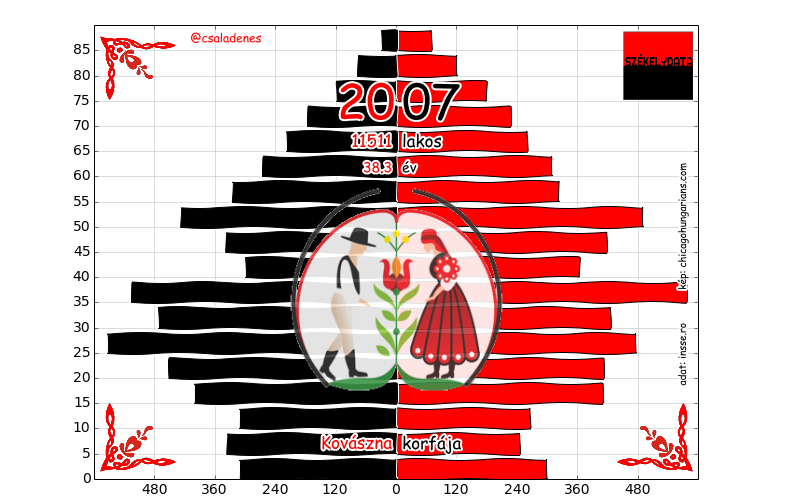 @csaladenes
SZÉKELYDATA
2007
11511 lakos
38.3 év
kép: chicagohungarians.com
adat: insse.ro
Kovászna korfája
85
80
75
70
65
60
55
50
45
40
35
30
25
20
15
10
5
0
480 360 240 120 0 120 240 360 480